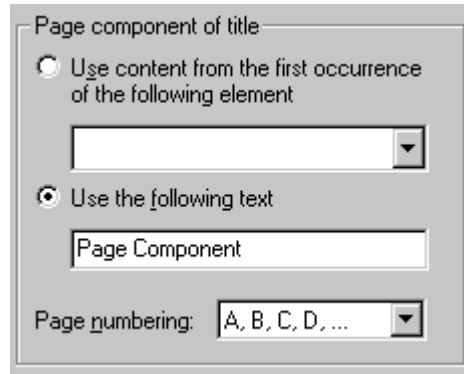 Page component of title
Use content from the first occurrence
of the following element
Use the following text
Page Component
Page numbering: A, B, C, D, ...